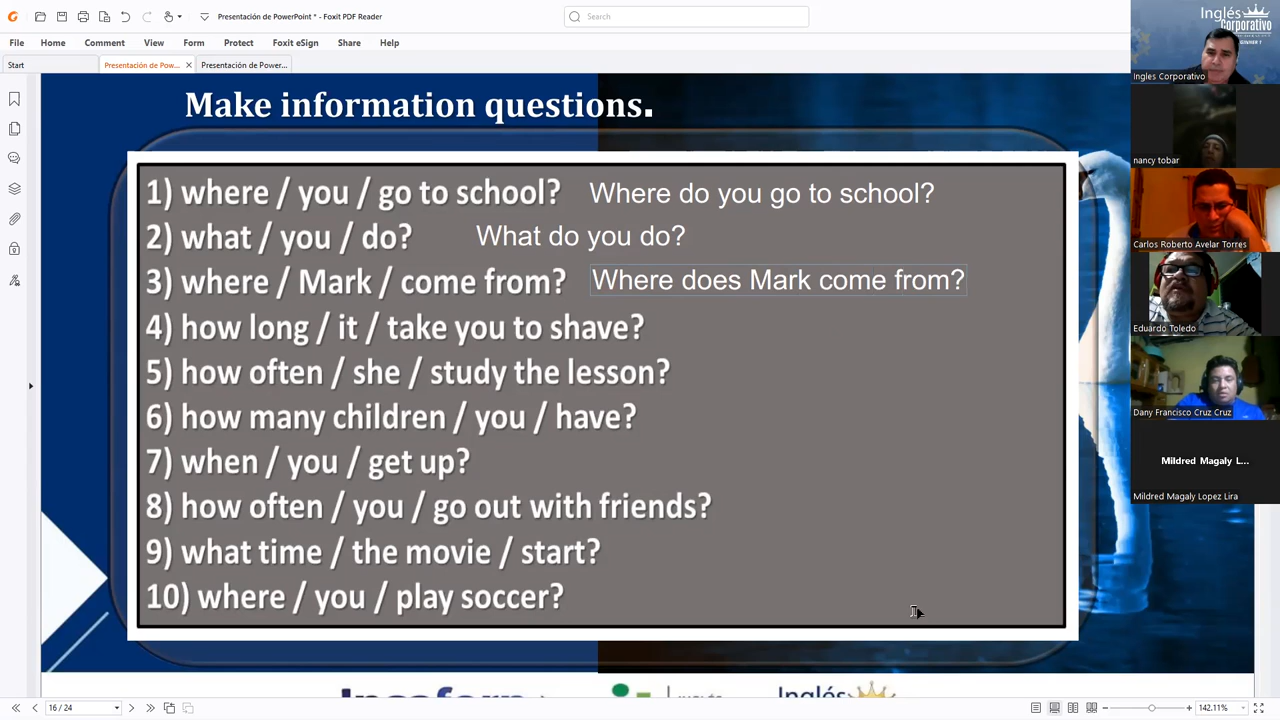 Presentación de PowerPoint * - Foxit PDF Reader
Search
File Home Comment View Form Protect Foxit eSign Share Help
Start
Presentación de Pow...
Presentación de Power...
Make information questions.
1) where / you / go to school? Where do you go to school?
2) what / you / do? What do you do?
3) where / Mark / come from? Where does Mark come from?
4) how long / it / take you to shave?
5) how often / she / study the lesson?
6) how many children / you / have?
7) when / you / get up?
8) how often / you / go out with friends?
9) what time / the movie / start?
10) where / you / play soccer?
Inglés
Inglés
Corporativo
Ingles Corporativo
nancy tobar
Carlos Roberto Avelar Torres
Eduardo Toledo
Dany Francisco Cruz Cruz
Mildred Magaly L...
Mildred Magaly Lopez Lira
16 / 24
142.11%